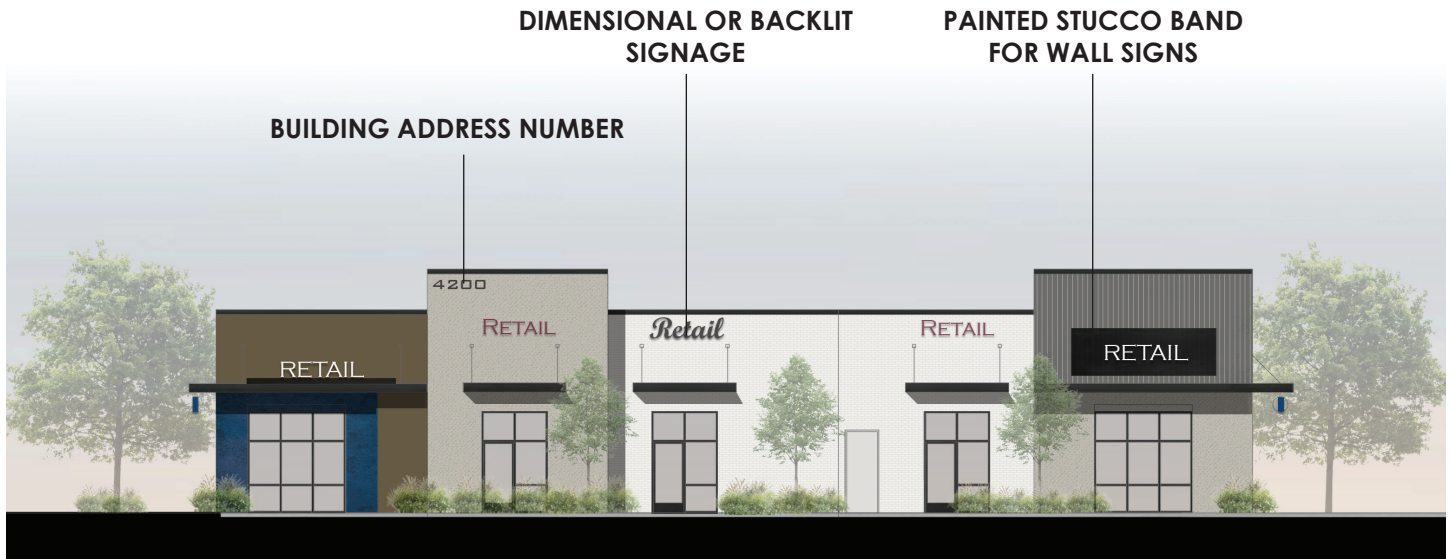 DIMENSIONAL OR BACKLIT
SIGNAGE
PAINTED STUCCO BAND
FOR WALL SIGNS
BUILDING ADDRESS NUMBER
4200
RETAIL
RETAIL
Retail
RETAIL
RETAIL